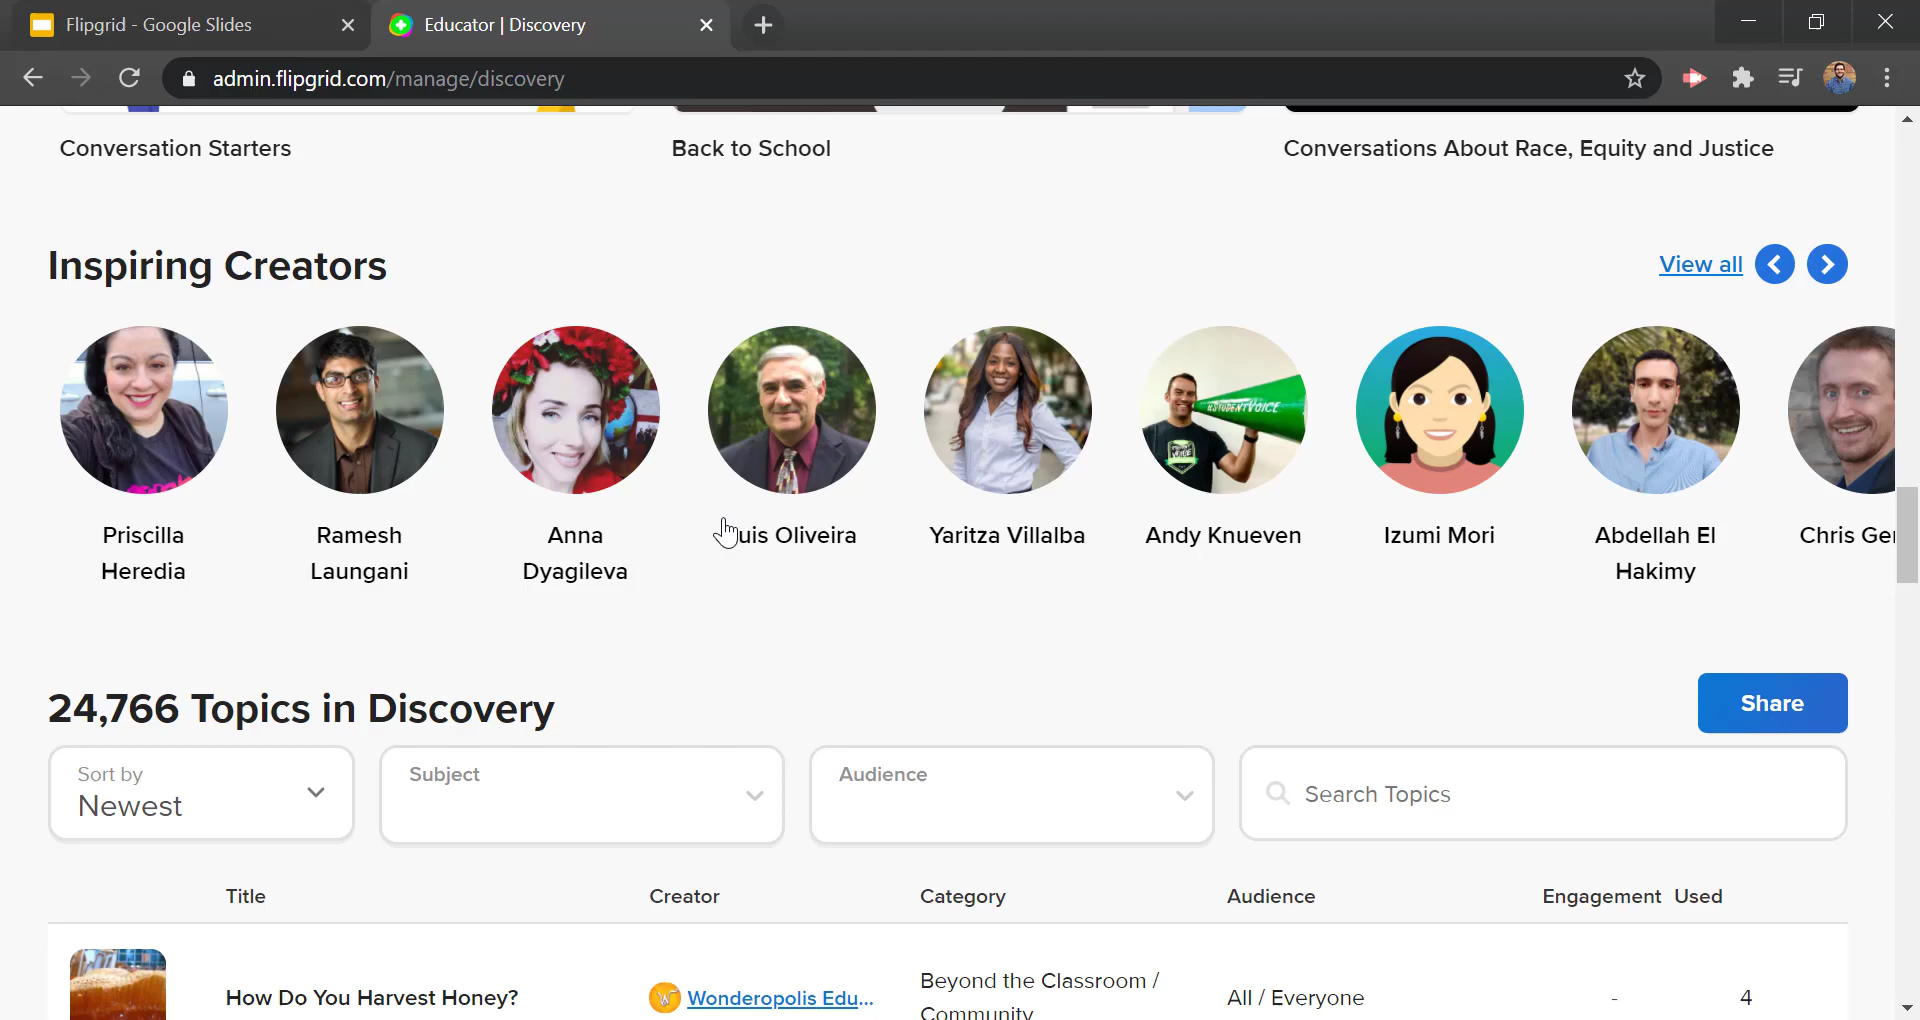 Flipgrid - Google Slides
Educator | Discovery
admin.flipgrid.com/manage/discovery
Conversation Starters
Back to School
Conversations About Race, Equity and Justice
Inspiring Creators
View all
#STUDENTVOICE
Priscilla
Heredia
Ramesh
Laungani
Anna
Dyagileva
uis Oliveira
Yaritza Villalba
Andy Knueven
Izumi Mori
Abdellah El
Hakimy
Chris Ger
24,766 Topics in Discovery
Share
Sort by
Newest
Subject
Audience
Search Topics
Title
Creator
Category
Audience
Engagement
Used
How Do You Harvest Honey?
Wonderopolis Edu...
Beyond the Classroom /
Community
All / Everyone
-
4